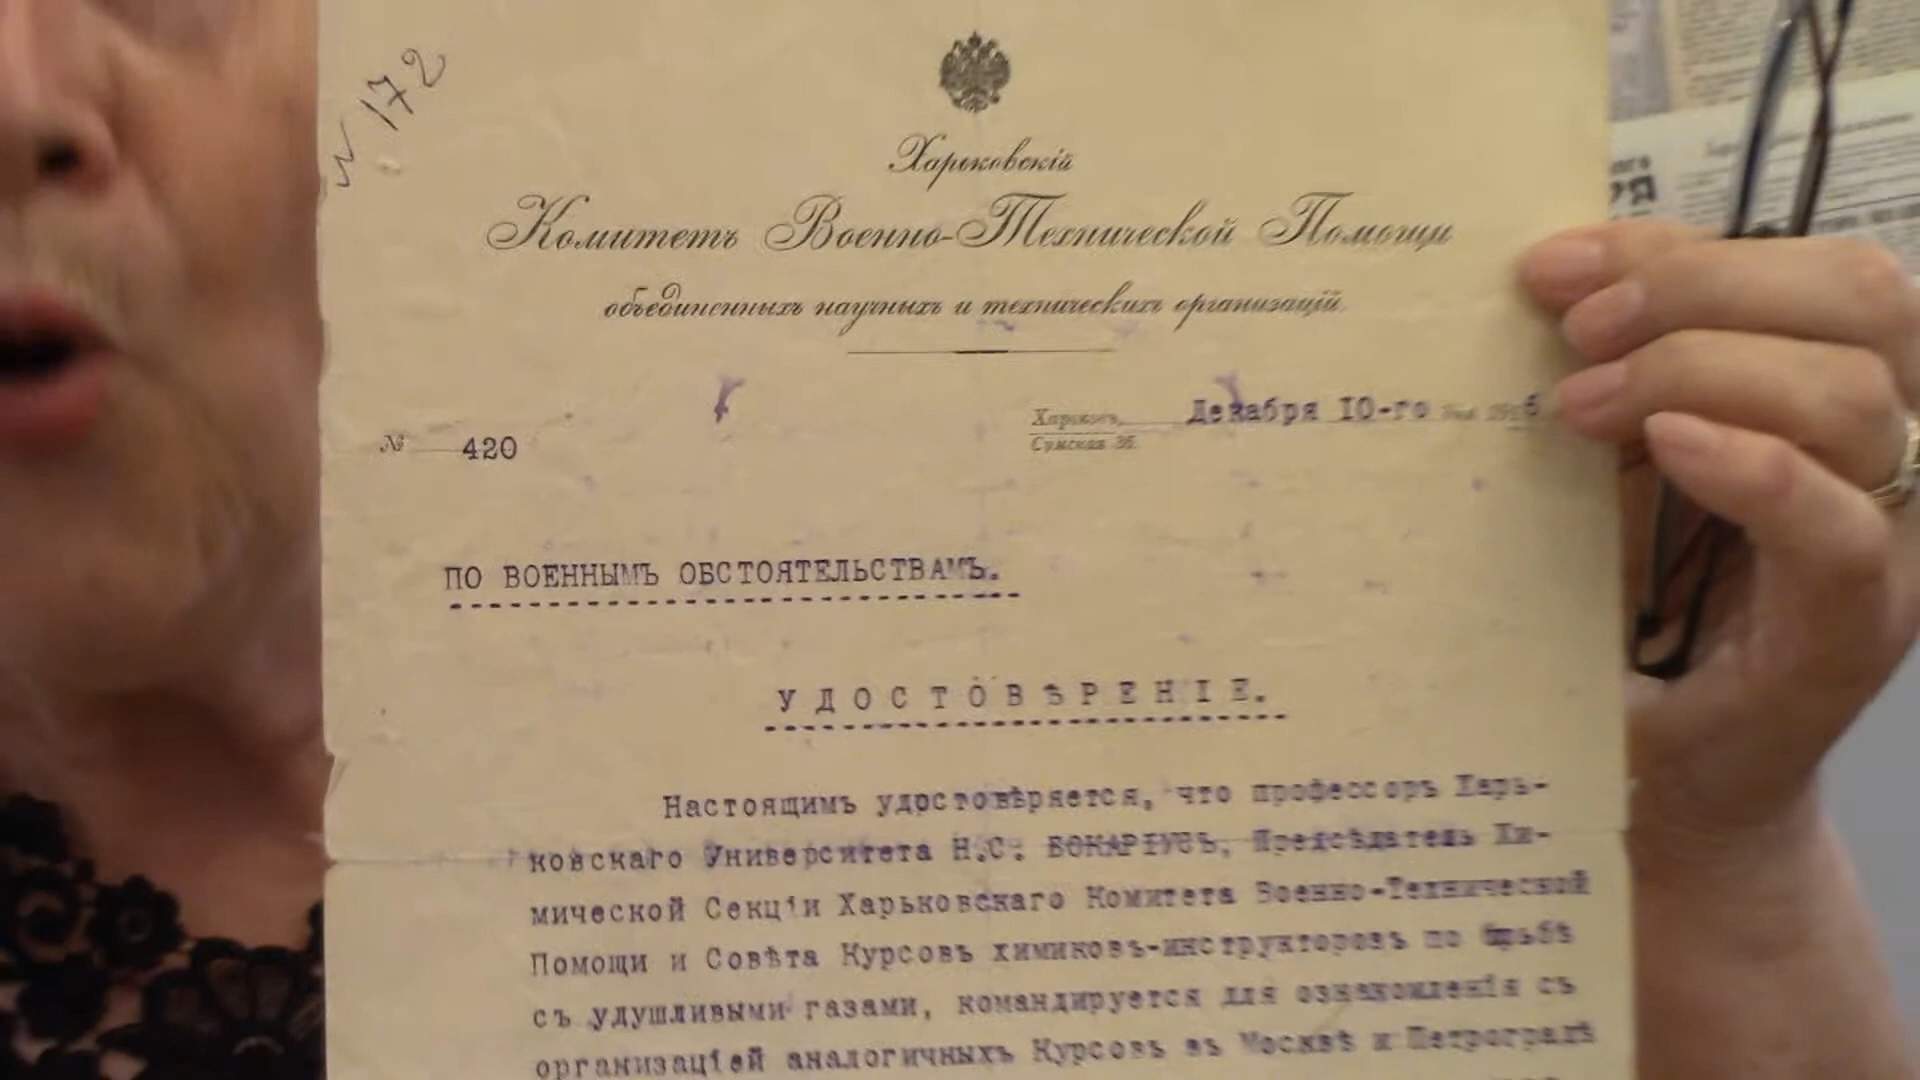 № 172
Харьковскій
Комитетъ Военно-Технической Помощи
объединенныхъ научныхъ и техническихъ организацій.
Харьковъ, Декабря 10-го 6
№ 420
Сумская 36.
ПО ВОЕННЫМЪ ОБСТОЯТЕЛЬСТВАМЪ.
УДОСТОВѢРЕНІЕ.
Настоящимъ удостовѣряется, что профессоръ Харь-
ковскаго Университета Н.С. БОКАРІУСЪ, Предсѣдатель Хи-
мической Секціи Харьковскаго Комитета Военно-Технической
Помощи и Совѣта Курсовъ химиковъ-инструкторовъ по борьбѣ
съ удушливыми газами, командируется для ознакомленія съ
организаціей аналогичныхъ Курсовъ въ Москвѣ и Петроградѣ